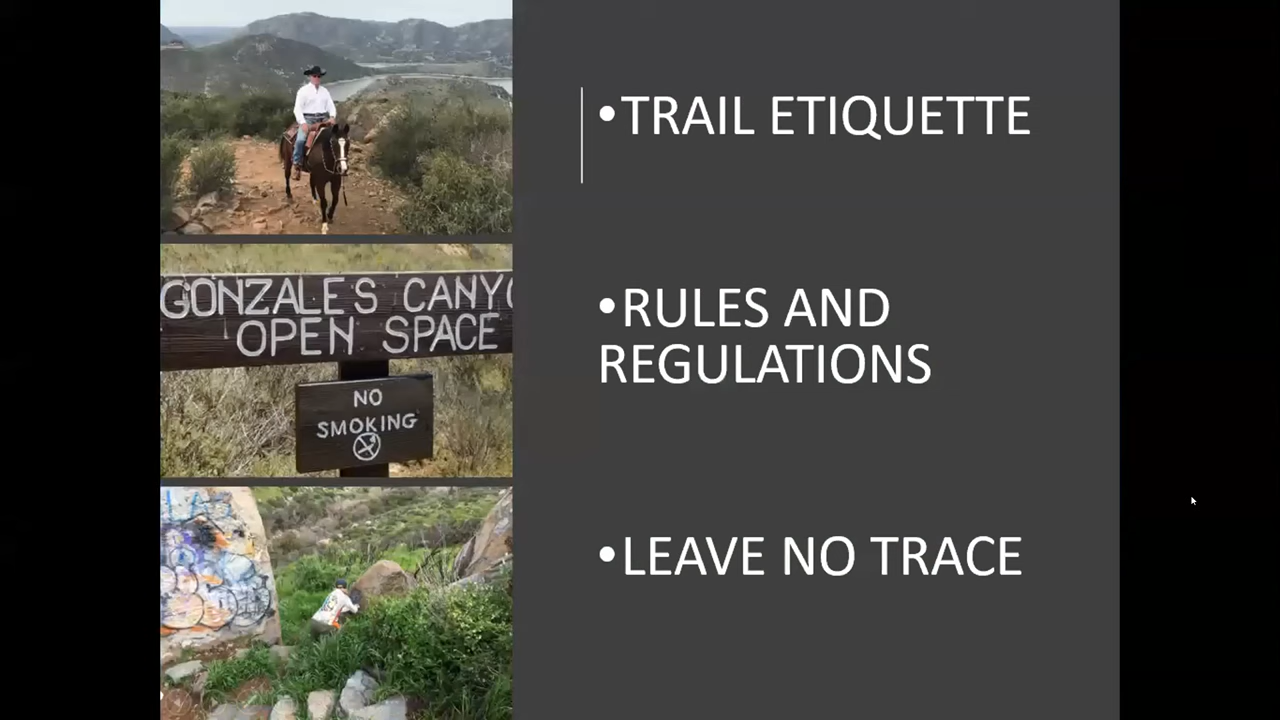 •TRAIL ETIQUETTE
GONZALES CANY
OPEN SPACE
NO
SMOKING
•RULES AND
REGULATIONS
•LEAVE NO TRACE